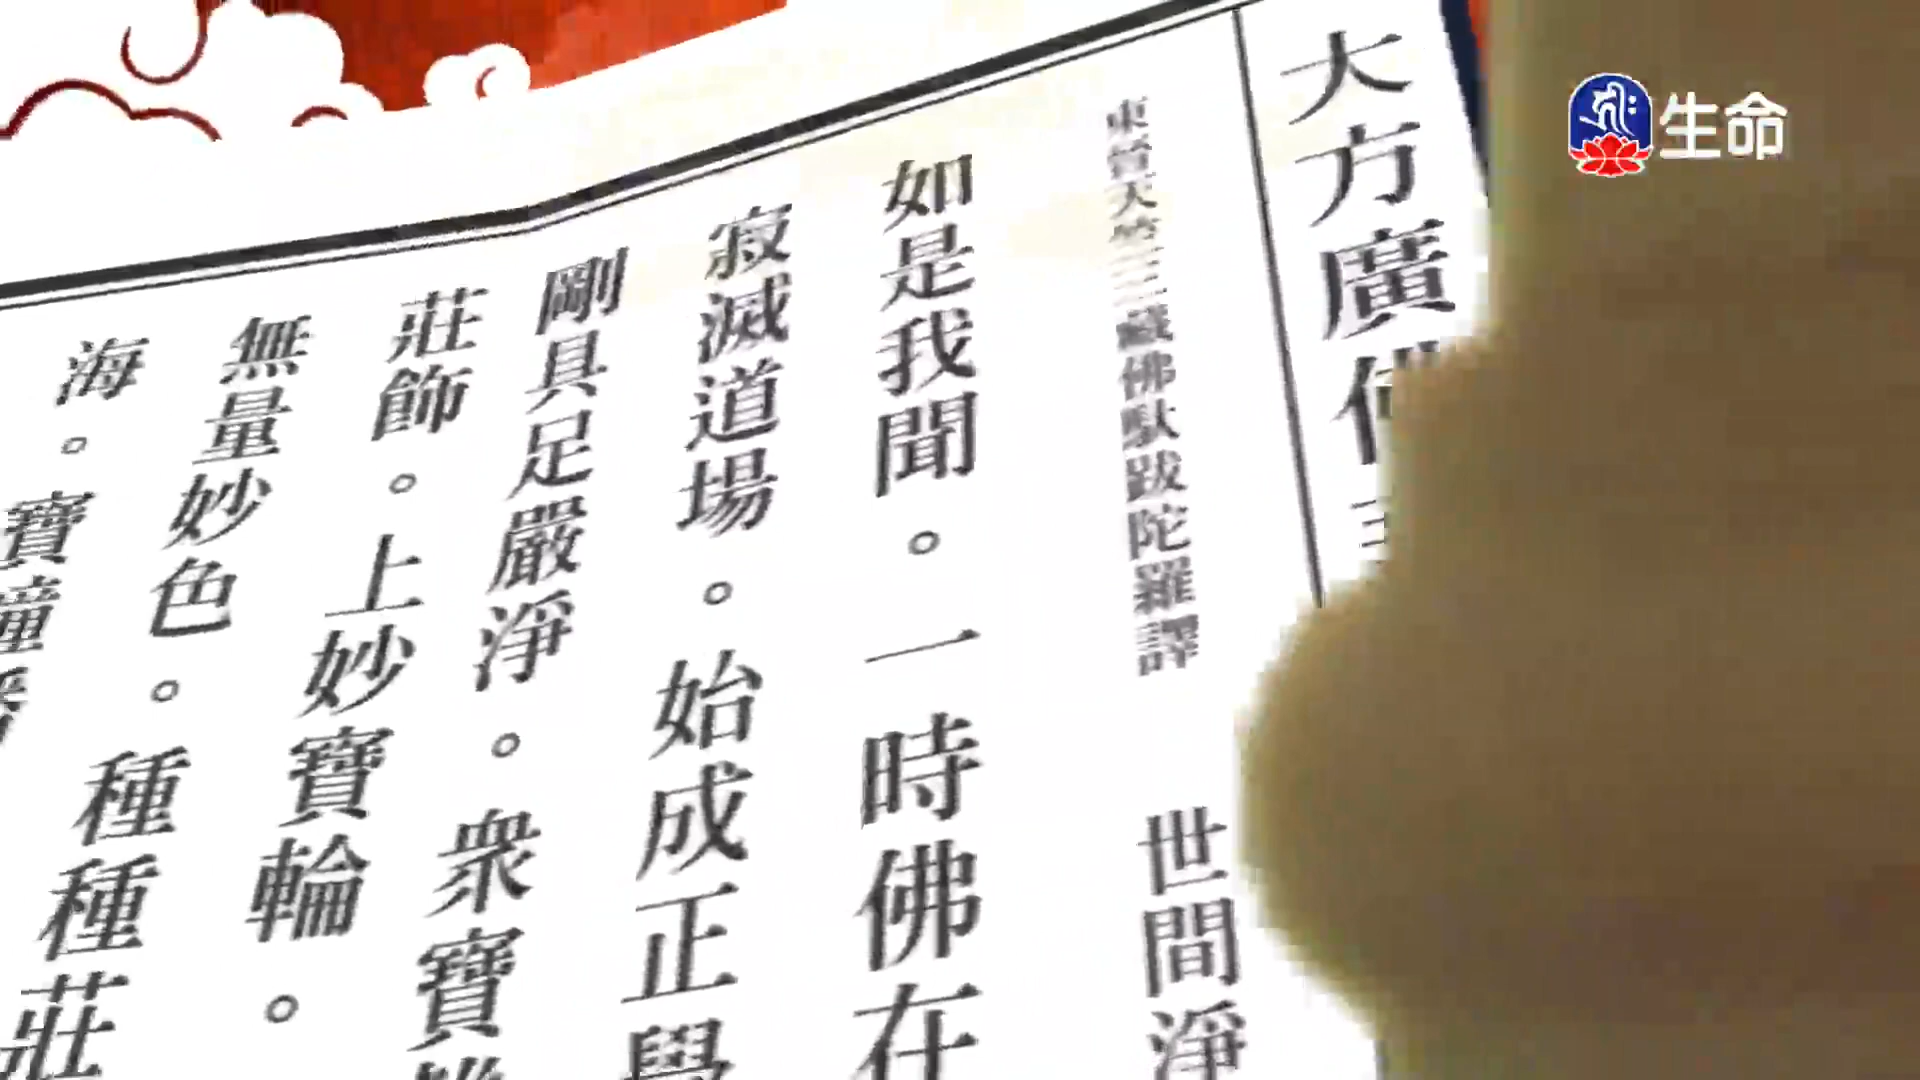 大方廣佛
東晉天竺三藏佛馱跋陀羅譯 世間淨
如是我聞。一時佛在
寂滅道場。始成正覺
剛具足嚴淨。衆寶
莊飾。上妙寶輪。
無量妙色。種種莊
海。寶幢
生命